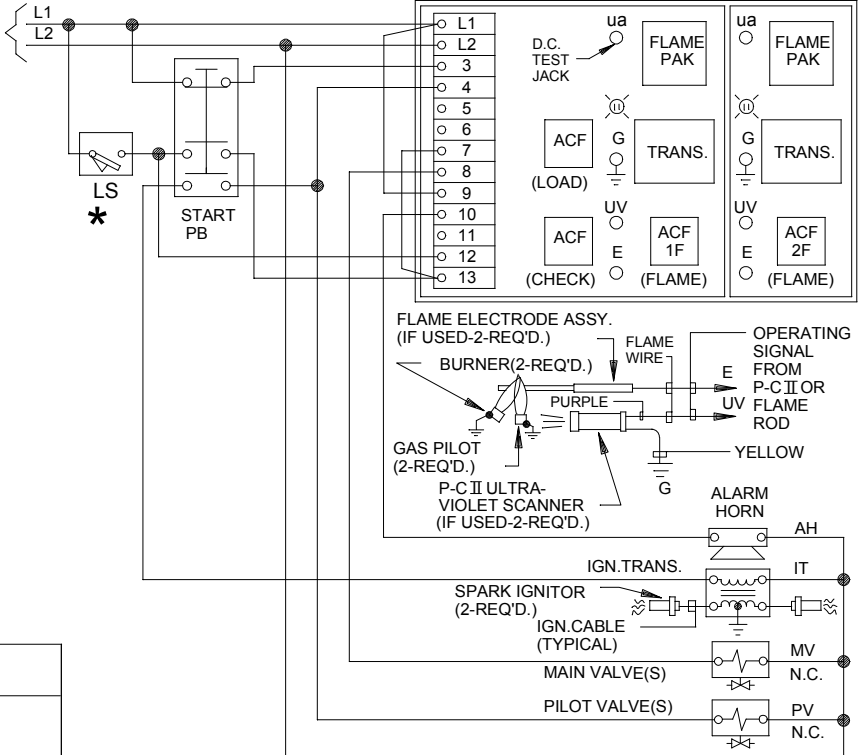 L1
L2
LS
*
START
PB
L1
L2
3
4
5
6
7
8
9
10
11
12
13
D.C.
TEST
JACK
ua
FLAME
PAK
ua
FLAME
PAK
ACF
(LOAD)
G
TRANS.
G
TRANS.
ACF
(CHECK)
UV
E
ACF
1F
(FLAME)
UV
E
ACF
2F
(FLAME)
FLAME ELECTRODE ASSY.
(IF USED-2-REQ'D.)
BURNER(2-REQ'D.)
FLAME
WIRE
PURPLE
E
UV
OPERATING
SIGNAL
FROM
P-C II OR
FLAME
ROD
YELLOW
G
GAS PILOT
(2-REQ'D.)
P-C II ULTRA-
VIOLET SCANNER
(IF USED-2-REQ'D.)
ALARM
HORN
AH
IGN.TRANS.
IT
SPARK IGNITOR
(2-REQ'D.)
IGN.CABLE
(TYPICAL)
MAIN VALVE(S)
MV
N.C.
PILOT VALVE(S)
PV
N.C.